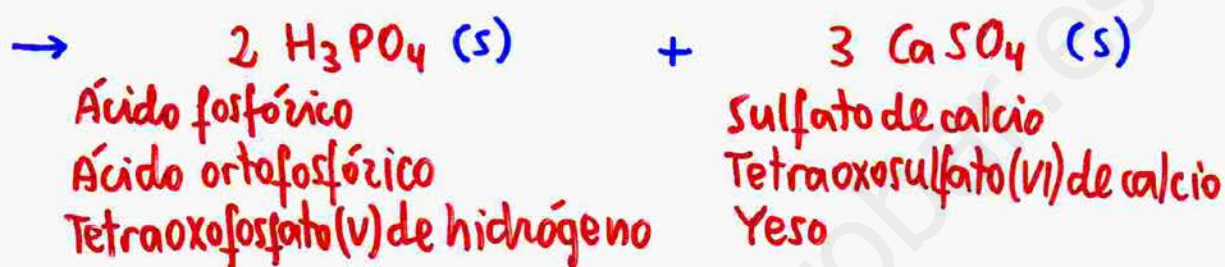 → 2 H₃PO₄ (s) + 3 CaSO₄ (s)
Ácido fosfórico Sulfato de calcio
Ácido ortofosfórico Tetraoxosulfato(VI) de calcio
Tetraoxofosfato(V) de hidrógeno Yeso